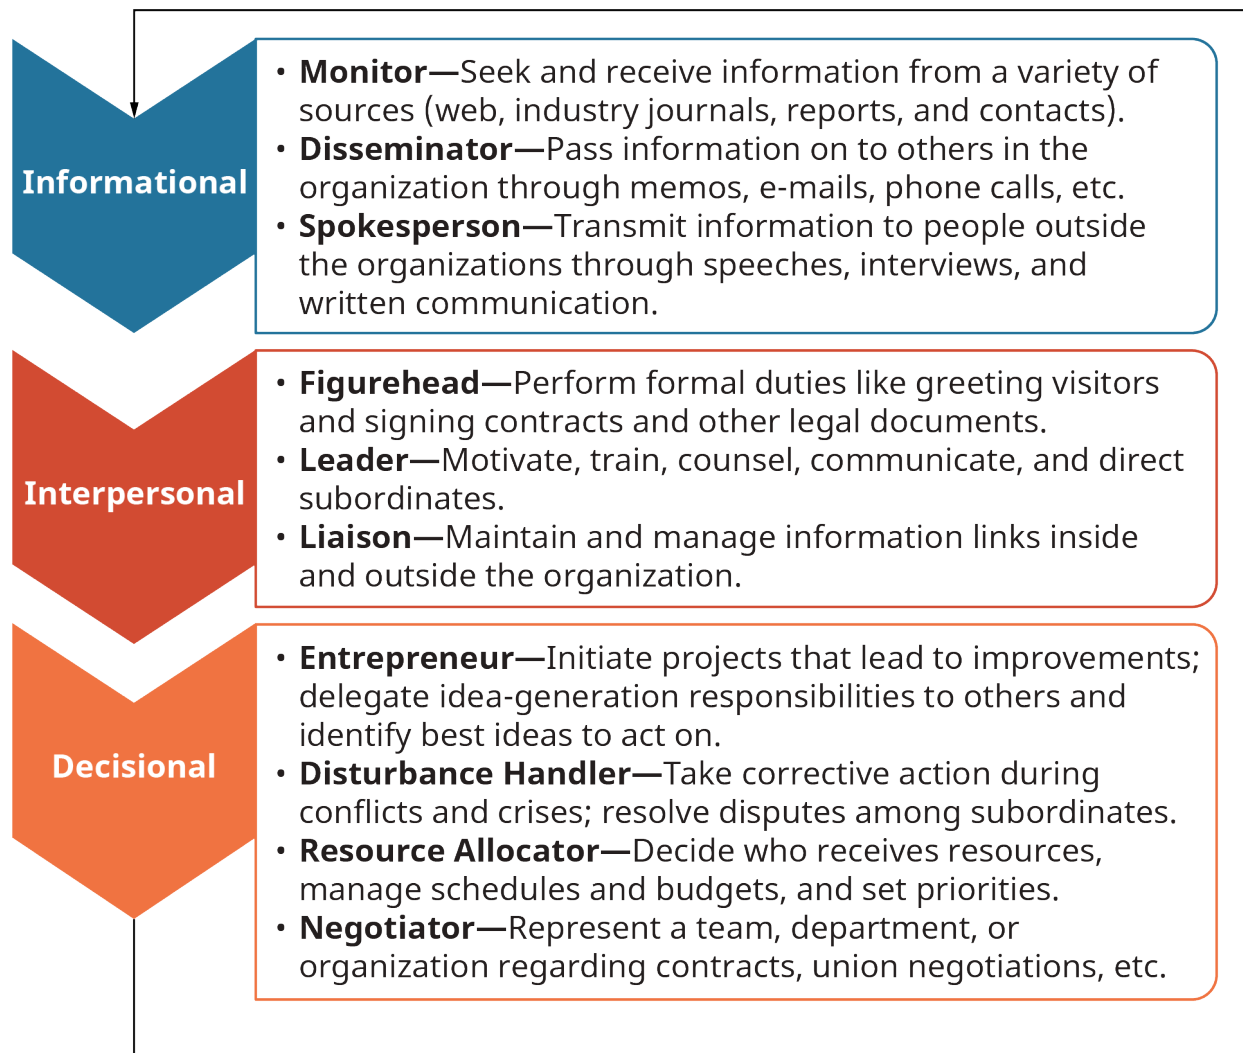 Informational
• Monitor—Seek and receive information from a variety of
sources (web, industry journals, reports, and contacts).
• Disseminator—Pass information on to others in the
organization through memos, e-mails, phone calls, etc.
• Spokesperson—Transmit information to people outside
the organizations through speeches, interviews, and
written communication.
Interpersonal
• Figurehead—Perform formal duties like greeting visitors
and signing contracts and other legal documents.
• Leader—Motivate, train, counsel, communicate, and direct
subordinates.
• Liaison—Maintain and manage information links inside
and outside the organization.
Decisional
• Entrepreneur—Initiate projects that lead to improvements;
delegate idea-generation responsibilities to others and
identify best ideas to act on.
• Disturbance Handler—Take corrective action during
conflicts and crises; resolve disputes among subordinates.
• Resource Allocator—Decide who receives resources,
manage schedules and budgets, and set priorities.
• Negotiator—Represent a team, department, or
organization regarding contracts, union negotiations, etc.